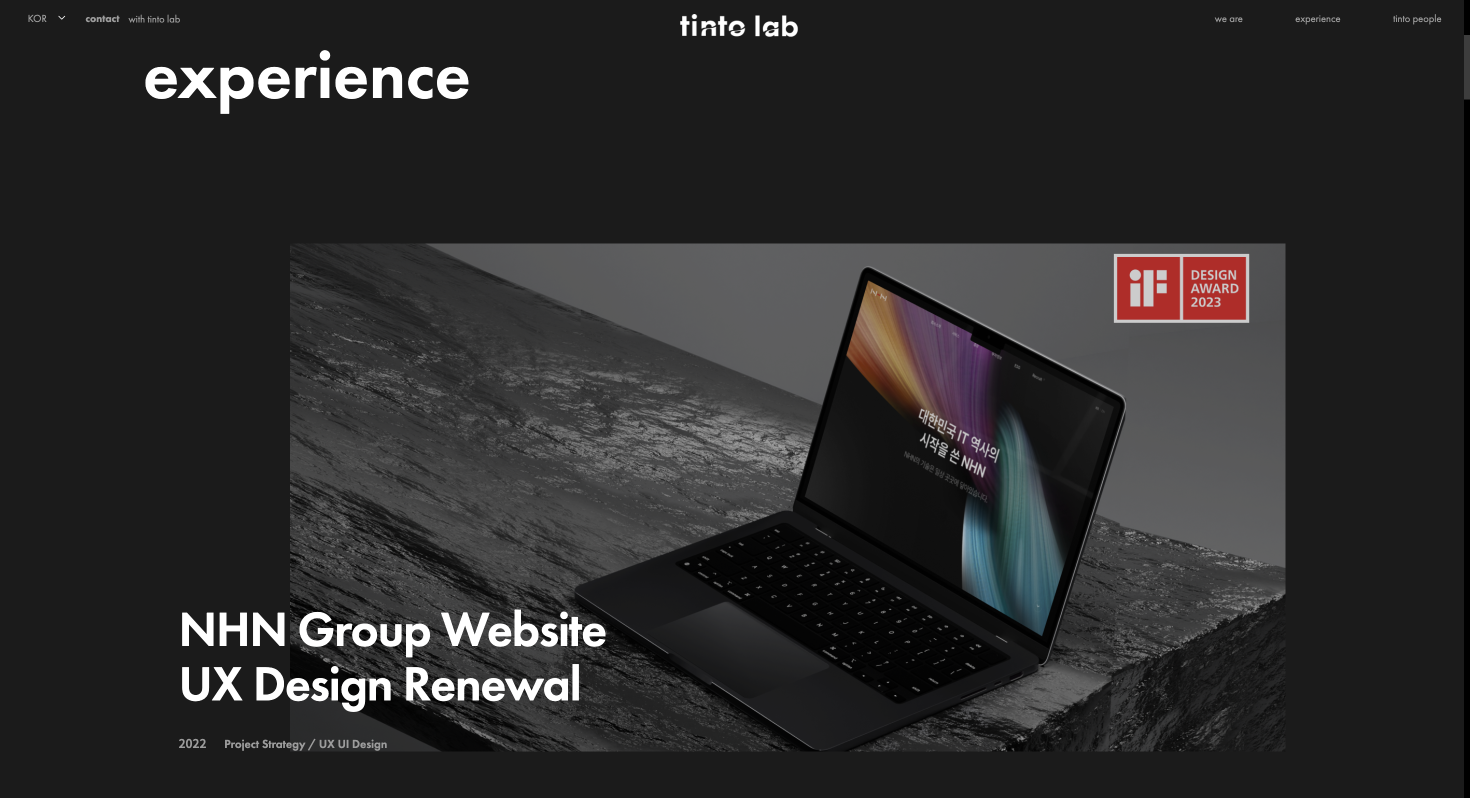 KOR
contact with tinto lab
tinto lab
we are
experience
tinto people
experience
iF
DESIGN
AWARD
2023
대한민국 IT 역사의
시작을 쓴 NHN
NHN Group Website
UX Design Renewal
2022 Project Strategy / UX UI Design